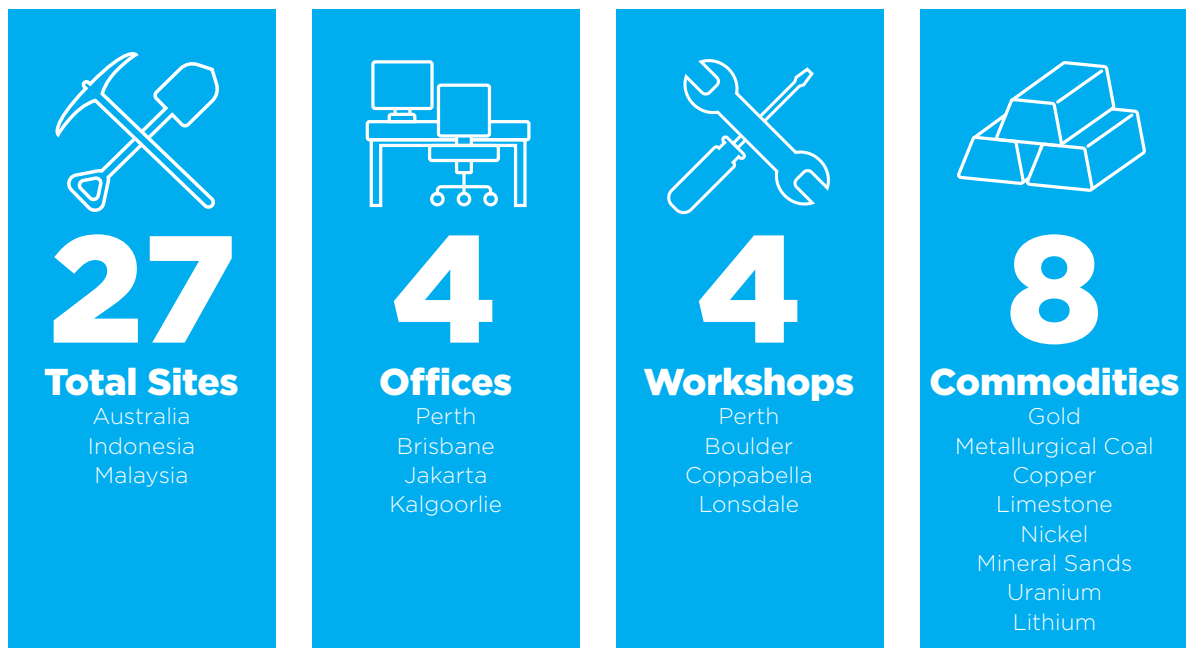 27
Total Sites
Australia
Indonesia
Malaysia
4
Offices
Perth
Brisbane
Jakarta
Kalgoorlie
4
Workshops
Perth
Boulder
Coppabella
Lonsdale
8
Commodities
Gold
Metallurgical Coal
Copper
Limestone
Nickel
Mineral Sands
Uranium
Lithium